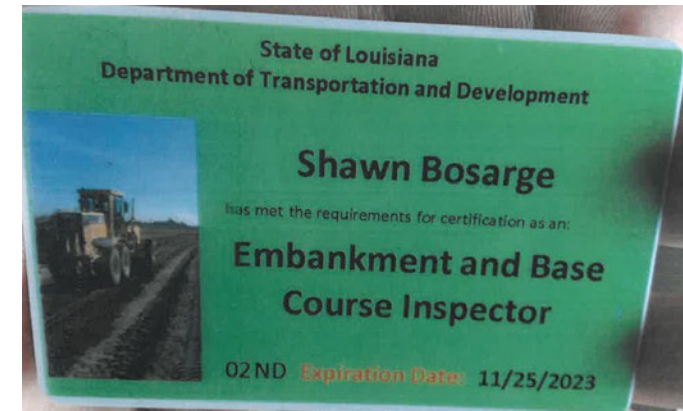 State of Louisiana
Department of Transportation and Development
Shawn Bosarge
has met the requirements for certification as an:
Embankment and Base
Course Inspector
02ND Expiration Date: 11/25/2023